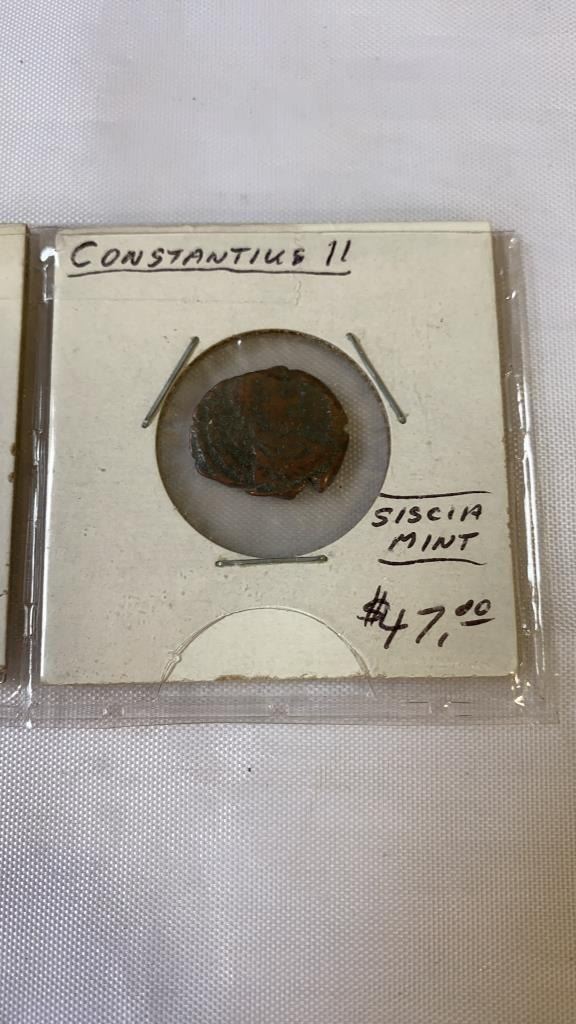 CONSTANTIUS II
SISCIA
MINT
$47.00